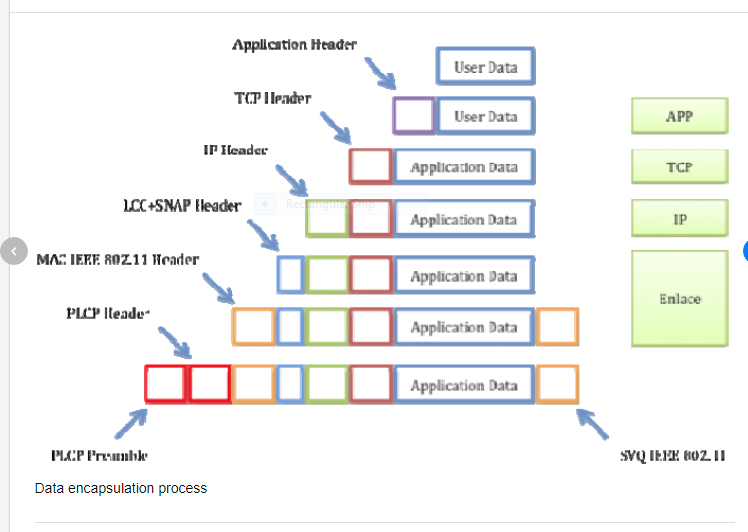 Application Header
User Data
TCP Header
User Data
APP
IP Header
Application Data
TCP
LCC+SNAP Header
Application Data
IP
MAC IEEE 802.11 Header
Application Data
Enlace
PLCP Header
Application Data
Application Data
PLCP Preamble
SVQ IEEE 802.11
Data encapsulation process